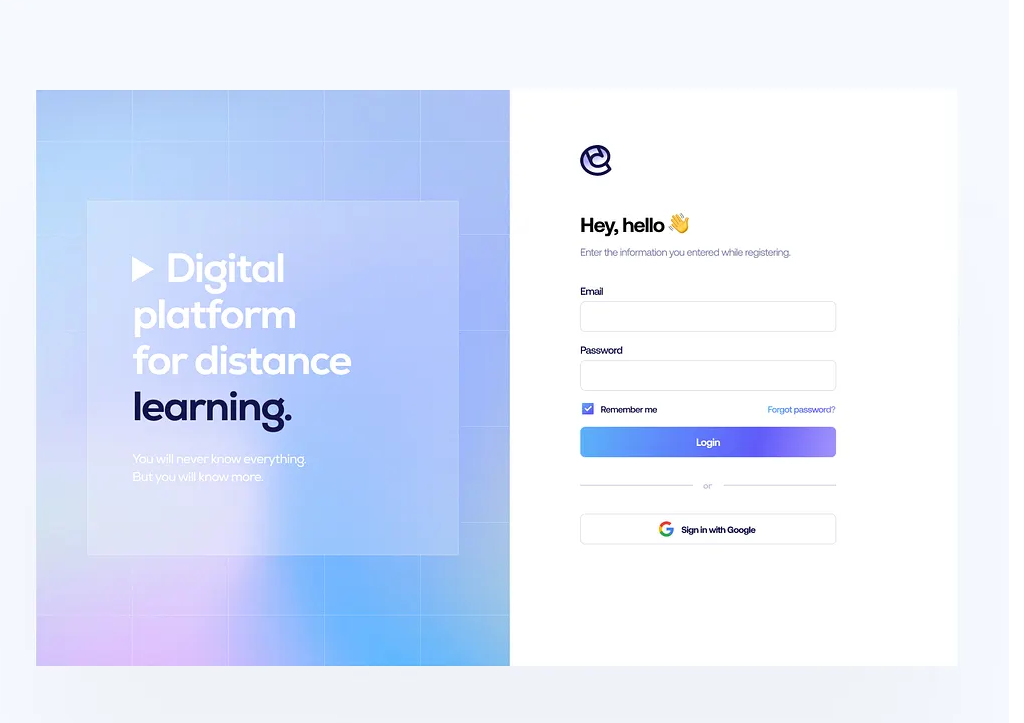 Digital
platform
for distance
learning.
You will never know everything.
But you will know more.
Hey, hello 👋
Enter the information you entered while registering.
Email
Password
Remember me
Forgot password?
Login
or
Sign in with Google